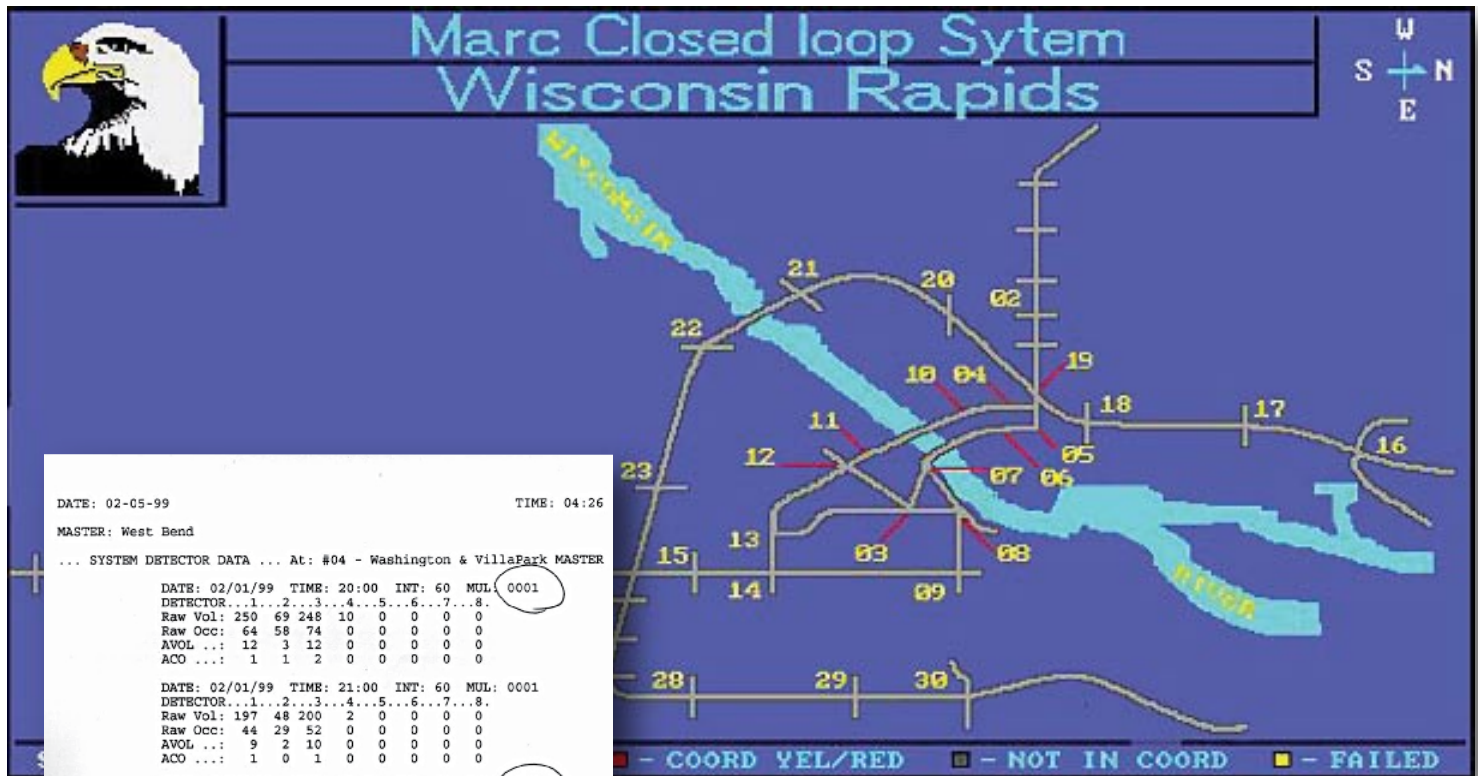 Marc Closed loop Sytem
Wisconsin Rapids
W
S N
E
WISCONSIN
21
20
02
22
19
10 04
18
17
11
05
16
12
07 06
23
13
03
08
15
14
09
RIVER
28
29
30
- COORD YEL/RED - NOT IN COORD - FAILED
DATE: 02-05-99 TIME: 04:26
MASTER: West Bend
... SYSTEM DETECTOR DATA ... At: #04 - Washington & VillaPark MASTER
DATE: 02/01/99 TIME: 20:00 INT: 60 MUL: 0001
DETECTOR...1...2...3...4...5...6...7...8.
Raw Vol: 250 69 248 10 0 0 0 0
Raw Occ: 64 58 74 0 0 0 0 0
AVOL ..: 12 3 12 0 0 0 0 0
ACO ...: 1 1 2 0 0 0 0 0
DATE: 02/01/99 TIME: 21:00 INT: 60 MUL: 0001
DETECTOR...1...2...3...4...5...6...7...8.
Raw Vol: 197 48 200 2 0 0 0 0
Raw Occ: 44 29 52 0 0 0 0 0
AVOL ..: 9 2 10 0 0 0 0 0
ACO ...: 1 0 1 0 0 0 0 0